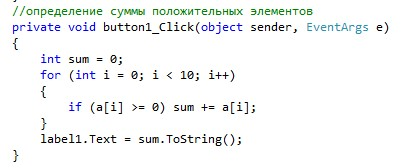 //определение суммы положительных элементов
private void button1_Click(object sender, EventArgs e)
{
    int sum = 0;
    for (int i = 0; i < 10; i++)
    {
        if (a[i] >= 0) sum += a[i];
    }
    label1.Text = sum.ToString();
}